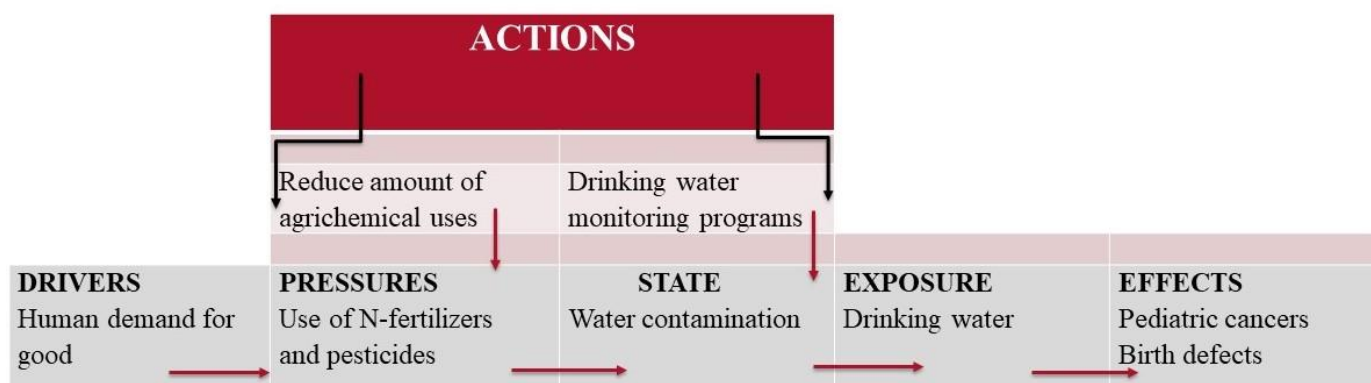 ACTIONS
Reduce amount of
agrichemical uses
Drinking water
monitoring programs
DRIVERS
Human demand for
good
PRESSURES
Use of N-fertilizers
and pesticides
STATE
Water contamination
EXPOSURE
Drinking water
EFFECTS
Pediatric cancers
Birth defects